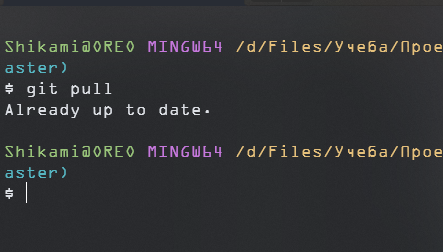 Shikami@OREO MINGW64 /d/Files/Учеба/Прое
aster)
$ git pull
Already up to date.
Shikami@OREO MINGW64 /d/Files/Учеба/Прое
aster)
$